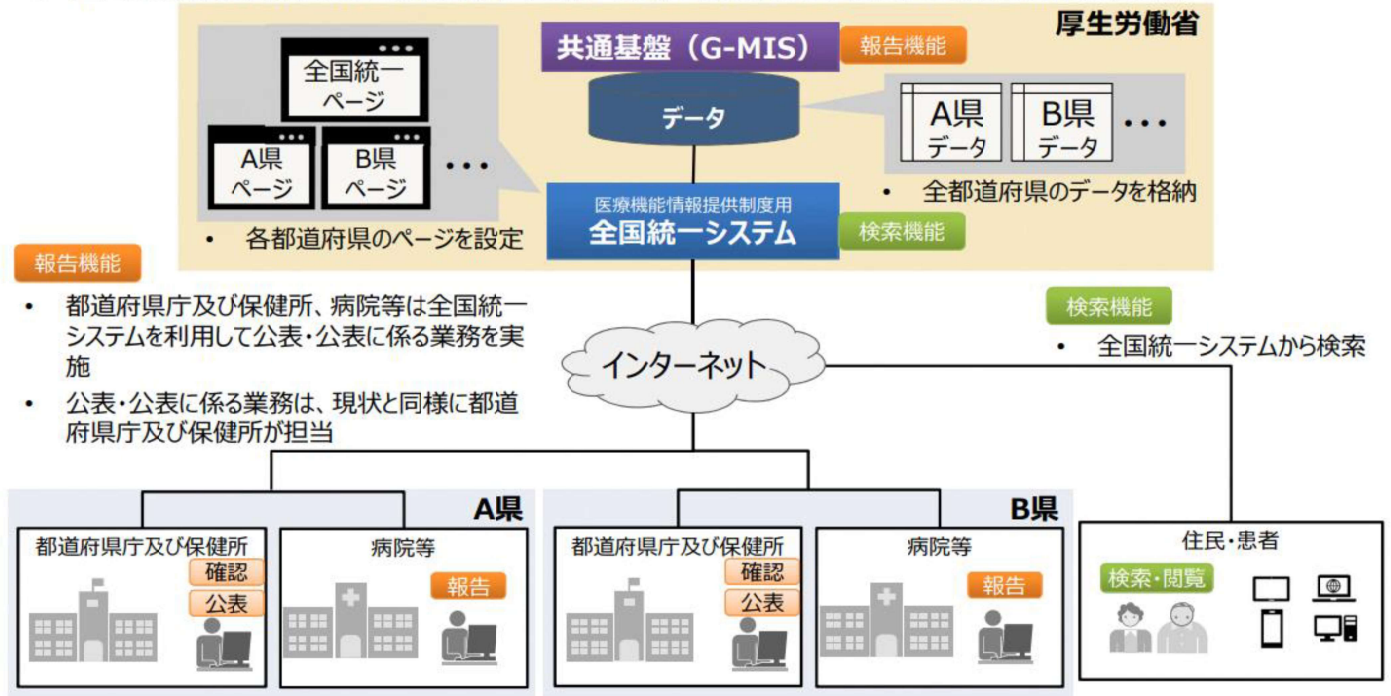 厚生労働省
共通基盤（G-MIS）
報告機能
データ
全国統一
ページ
A県
ページ
B県
ページ
・・・
• 各都道府県のページを設定
A県
データ
B県
データ
・・・
• 全都道府県のデータを格納
医療機能情報提供制度用
全国統一システム
検索機能
報告機能
• 都道府県庁及び保健所、病院等は全国統一
システムを利用して公表・公表に係る業務を実
施
• 公表・公表に係る業務は、現状と同様に都道
府県庁及び保健所が担当
インターネット
検索機能
• 全国統一システムから検索
A県
都道府県庁及び保健所
確認
公表
病院等
報告
B県
都道府県庁及び保健所
確認
公表
病院等
報告
住民・患者
検索・閲覧